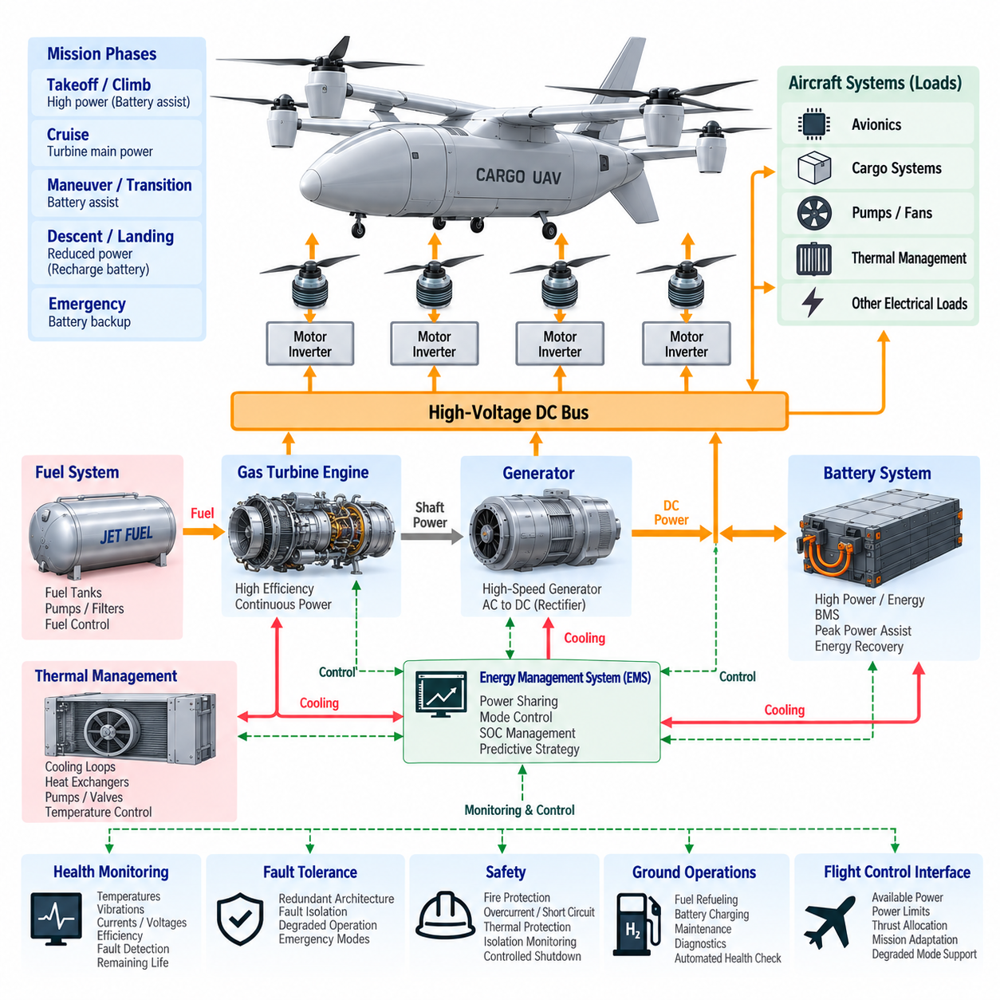 Mission Phases
Takeoff / Climb
High power (Battery assist)
Cruise
Turbine main power
Maneuver / Transition
Battery assist
Descent / Landing
Reduced power
(Recharge battery)
Emergency
Battery backup
CARGO UAV
Aircraft Systems (Loads)
Avionics
Cargo Systems
Pumps / Fans
Thermal Management
Other Electrical Loads
Motor
Inverter
Motor
Inverter
Motor
Inverter
Motor
Inverter
High-Voltage DC Bus
Fuel System
JET FUEL
Fuel Tanks
Pumps / Filters
Fuel Control
Fuel
Gas Turbine Engine
High Efficiency
Continuous Power
Shaft
Power
Generator
High-Speed Generator
AC to DC (Rectifier)
DC
Power
Battery System
High Power / Energy
BMS
Peak Power Assist
Energy Recovery
Thermal Management
Cooling Loops
Heat Exchangers
Pumps / Valves
Temperature Control
Control
Cooling
Cooling
Energy Management System (EMS)
Power Sharing
Mode Control
SOC Management
Predictive Strategy
Control
Cooling
Monitoring & Control
Health Monitoring
Temperatures
Vibrations
Currents / Voltages
Efficiency
Fault Detection
Remaining Life
Fault Tolerance
Redundant Architecture
Fault Isolation
Degraded Operation
Emergency Modes
Safety
Fire Protection
Overcurrent / Short Circuit
Thermal Protection
Isolation Monitoring
Controlled Shutdown
Ground Operations
H₂
Fuel Refueling
Battery Charging
Maintenance
Diagnostics
Automated Health Check
Flight Control Interface
Available Power
Power Limits
Thrust Allocation
Mission Adaptation
Degraded Mode Support